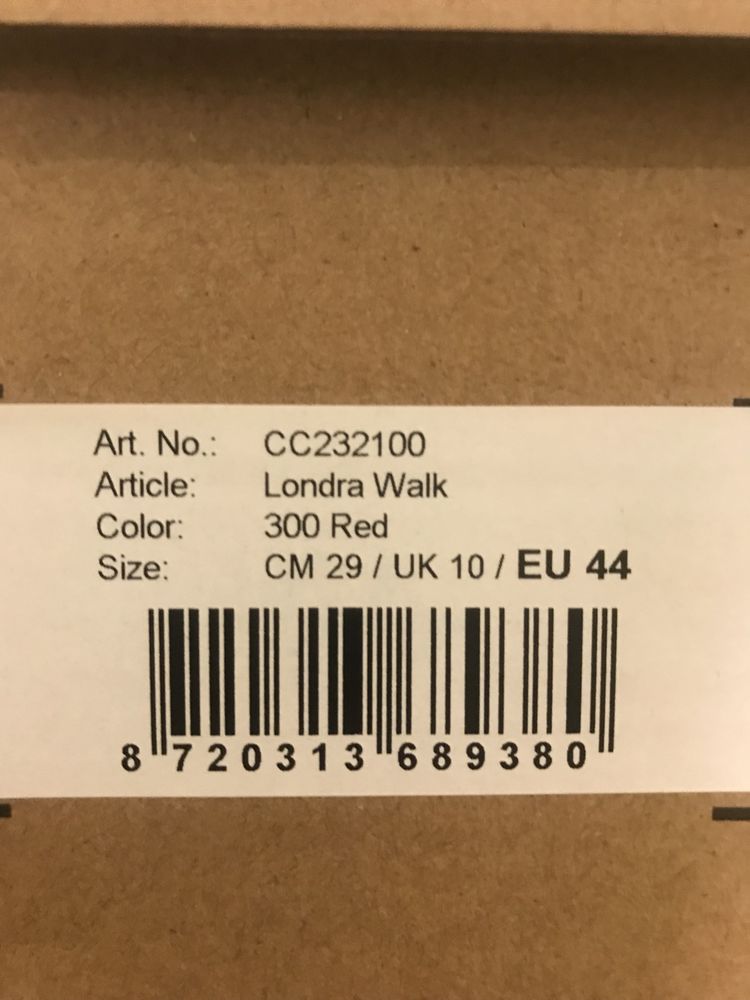 Art. No.: CC232100
Article: Londra Walk
Color: 300 Red
Size: CM 29 / UK 10 / EU 44
8 720313 689380